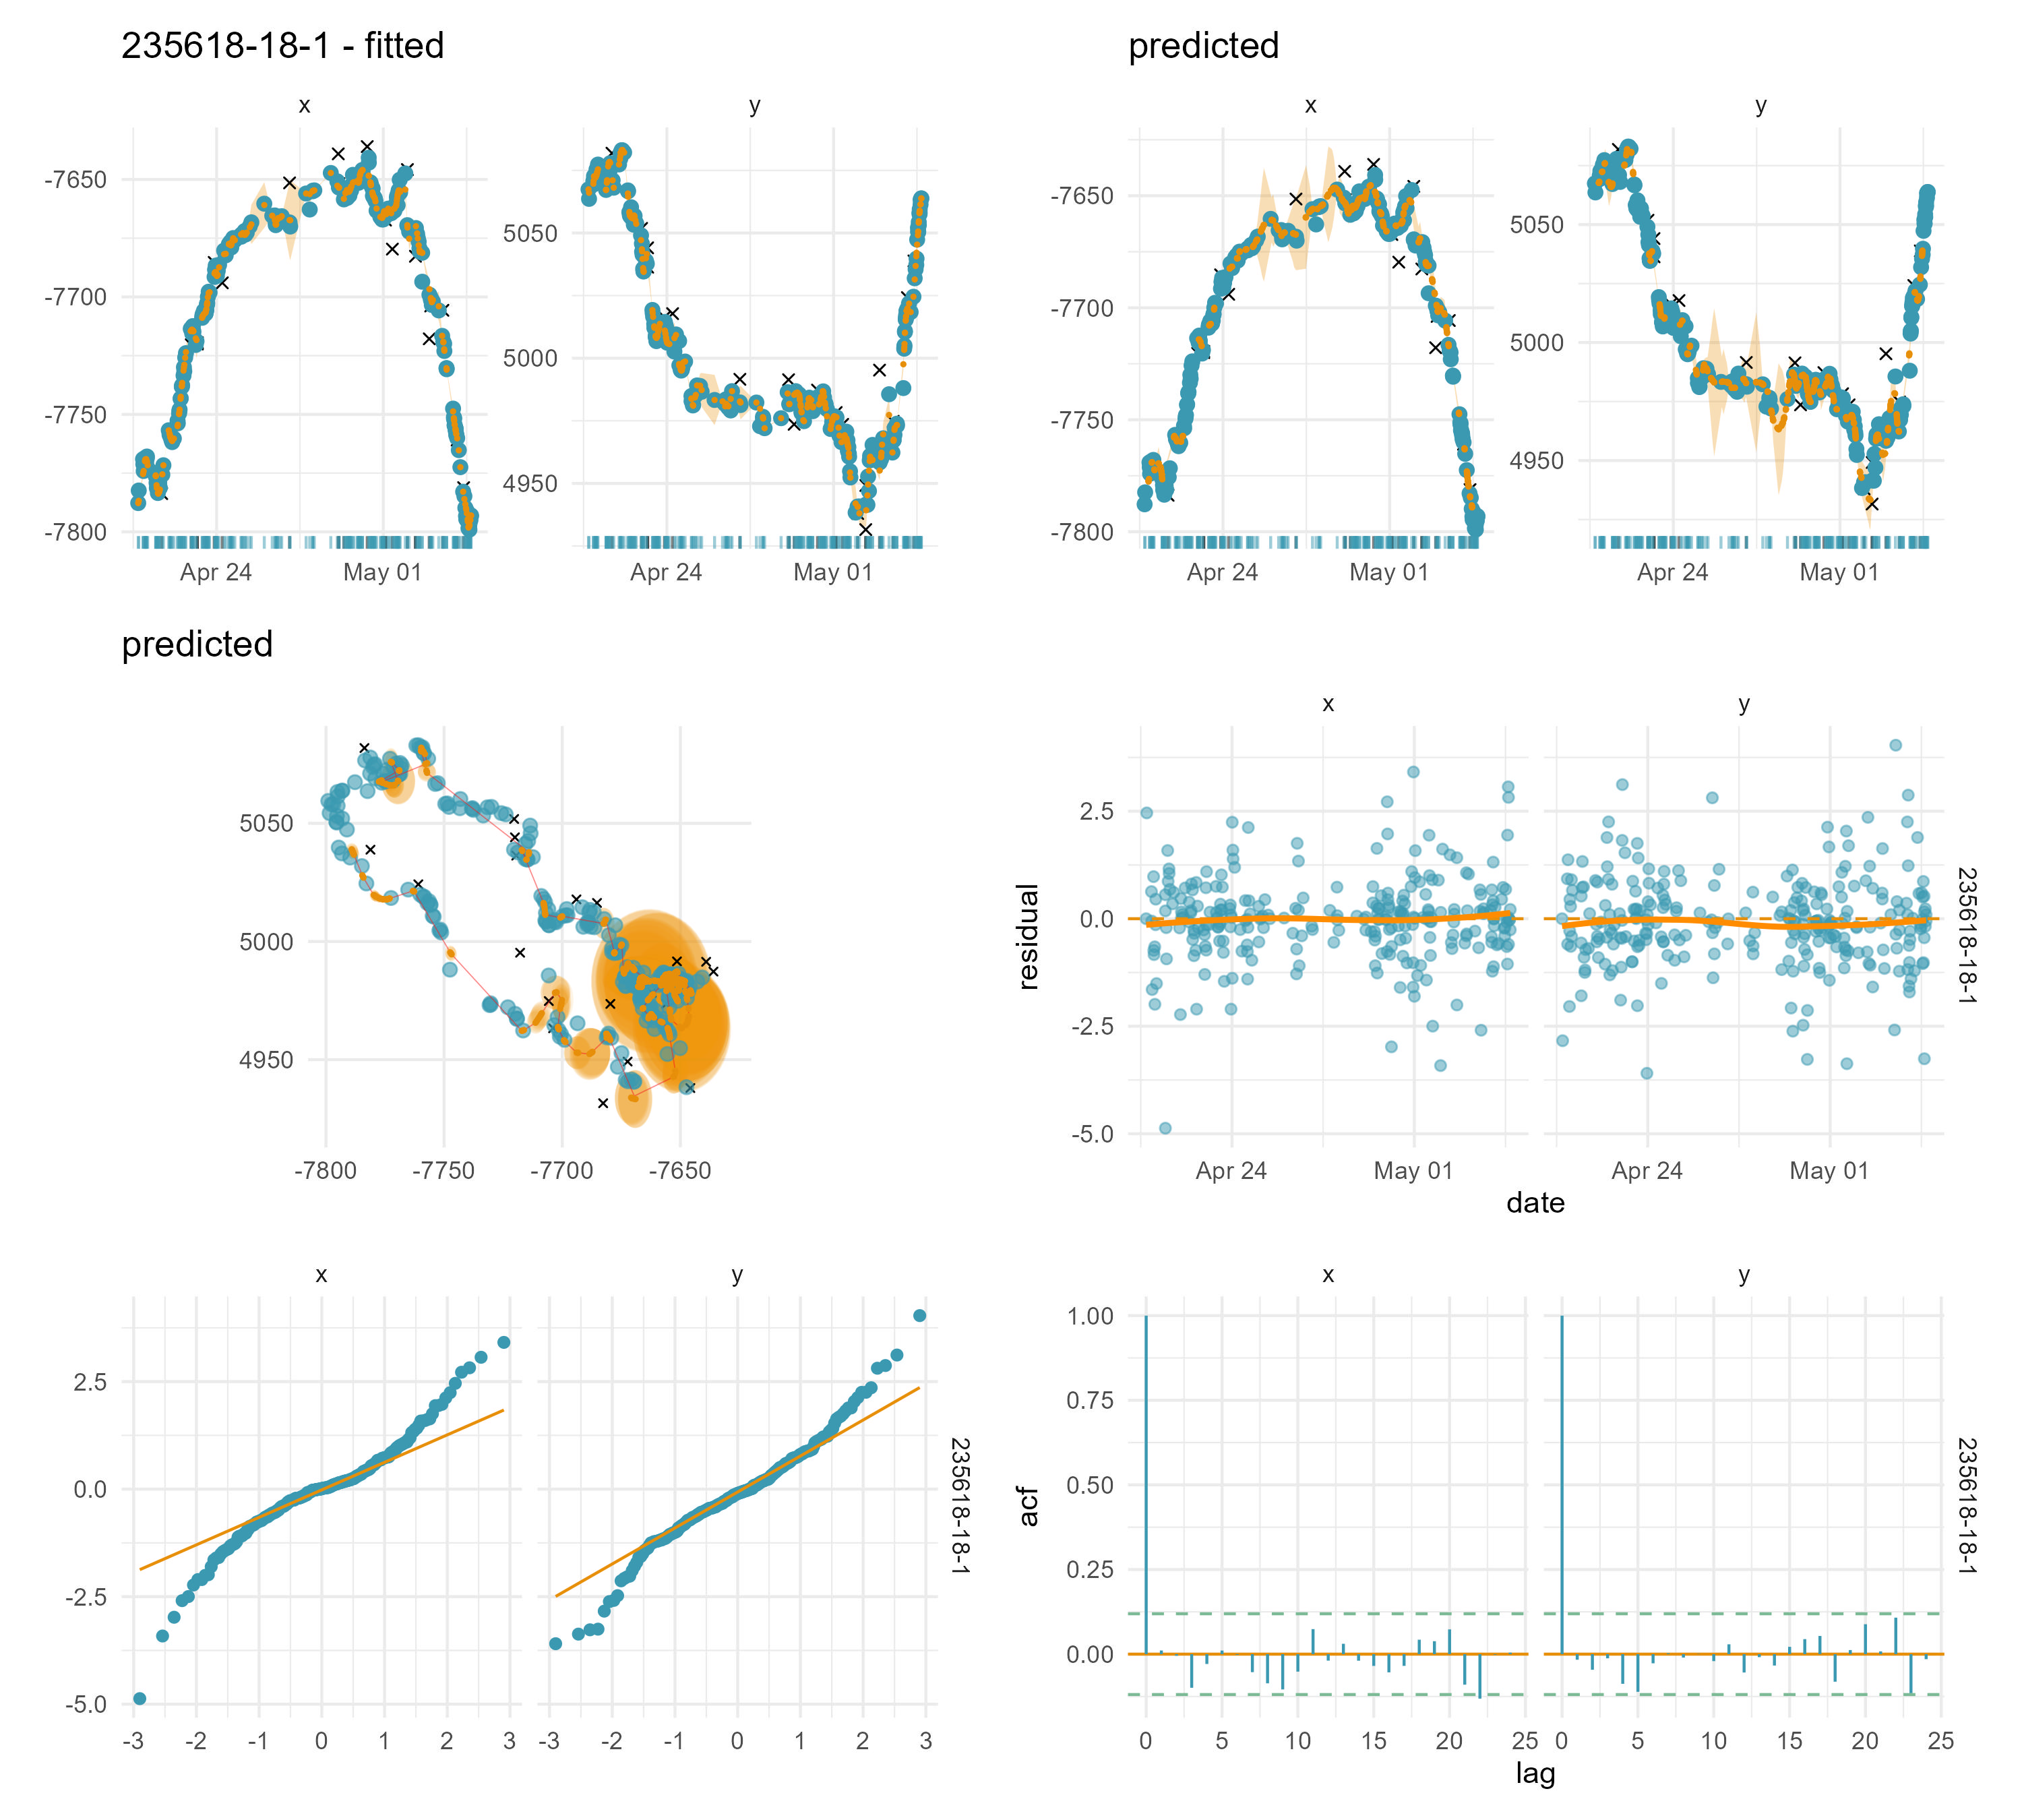 235618-18-1 - fitted
predicted
x y
x y
-7650
-7700
-7750
-7800
5050
5000
4950
Apr 24 May 01
Apr 24 May 01
-7650
-7700
-7750
-7800
5050
5000
4950
Apr 24 May 01
Apr 24 May 01
predicted
5050
5000
4950
-7800 -7750 -7700 -7650
x y
residual
2.5
0.0
-2.5
-5.0
235618-18-1
Apr 24 May 01
Apr 24 May 01
date
x y
2.5
0.0
-2.5
-5.0
235618-18-1
-3 -2 -1 0 1 2 3
-3 -2 -1 0 1 2 3
x y
acf
1.00
0.75
0.50
0.25
0.00
235618-18-1
0 5 10 15 20 25
0 5 10 15 20 25
lag